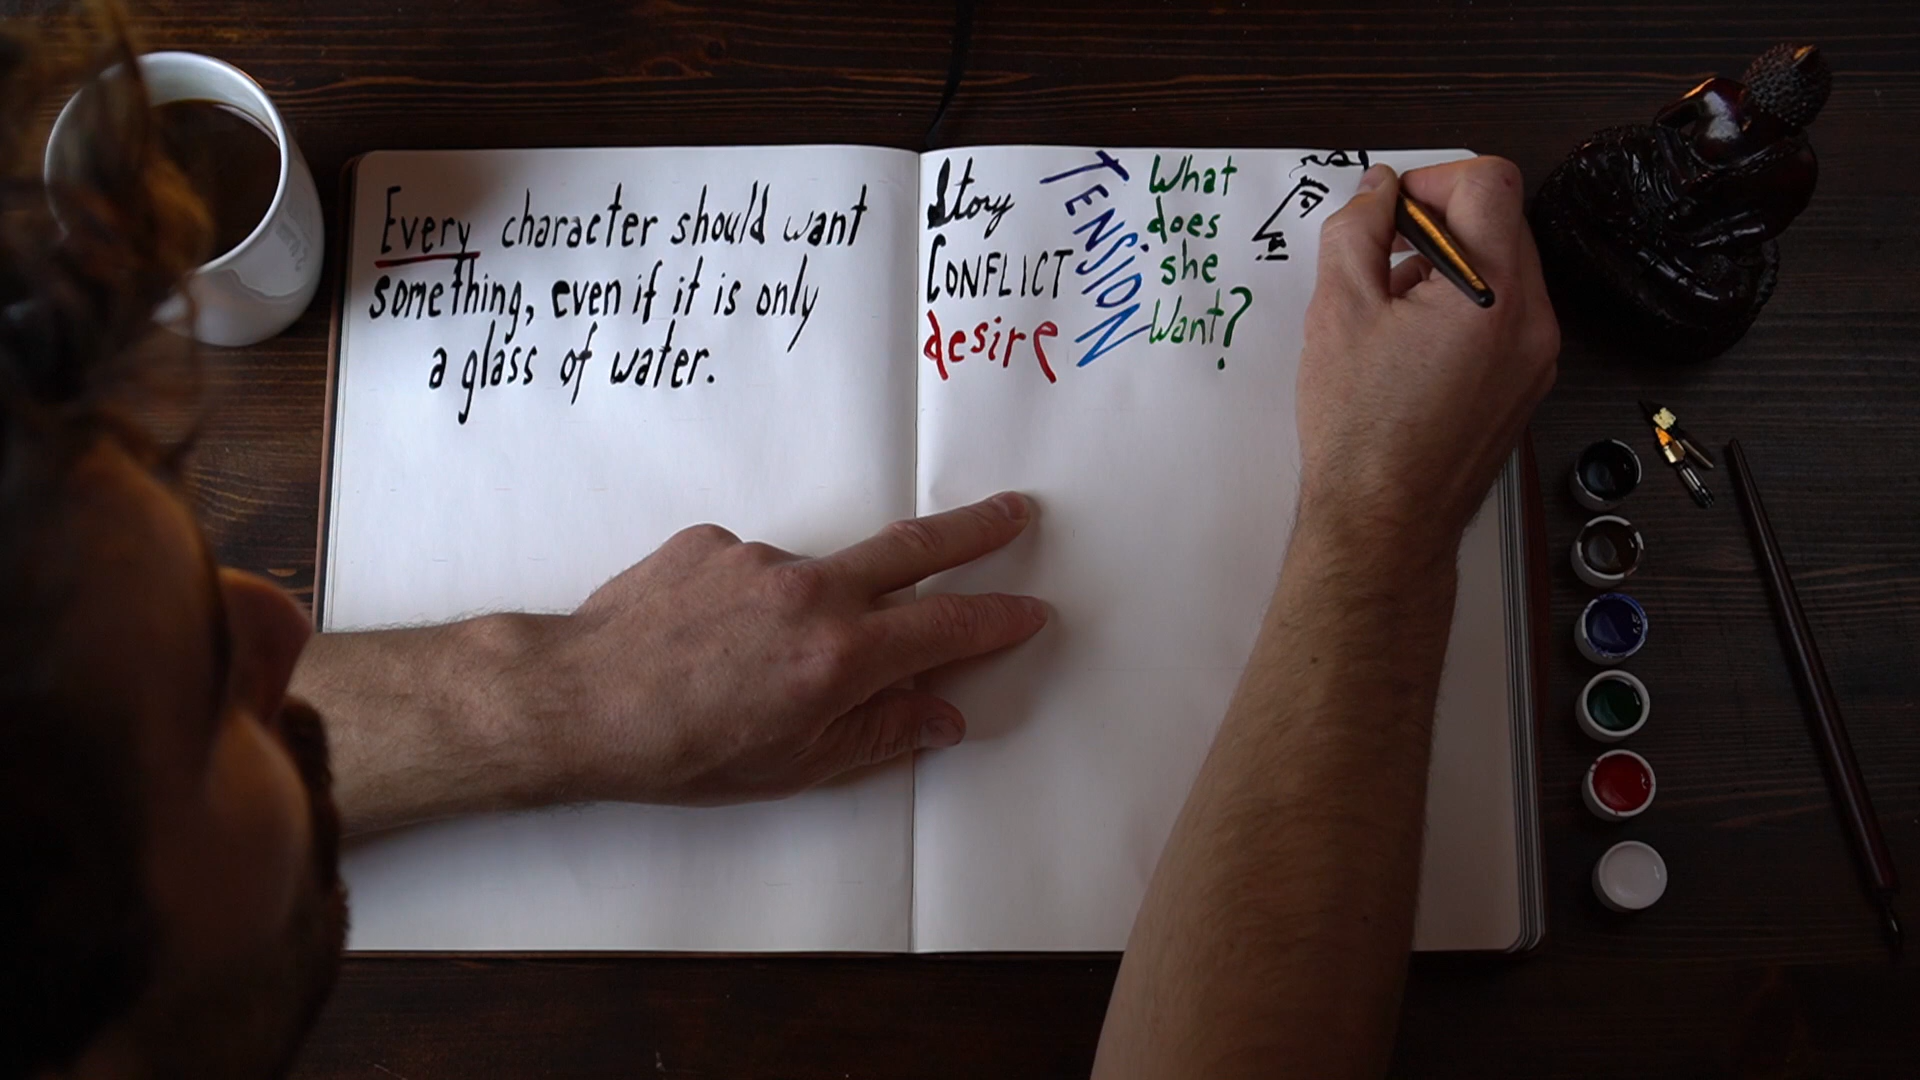 Every character should want
something, even if it is only
a glass of water.
Story
CONFLICT
desire
TENSION
What
does
she
Want?